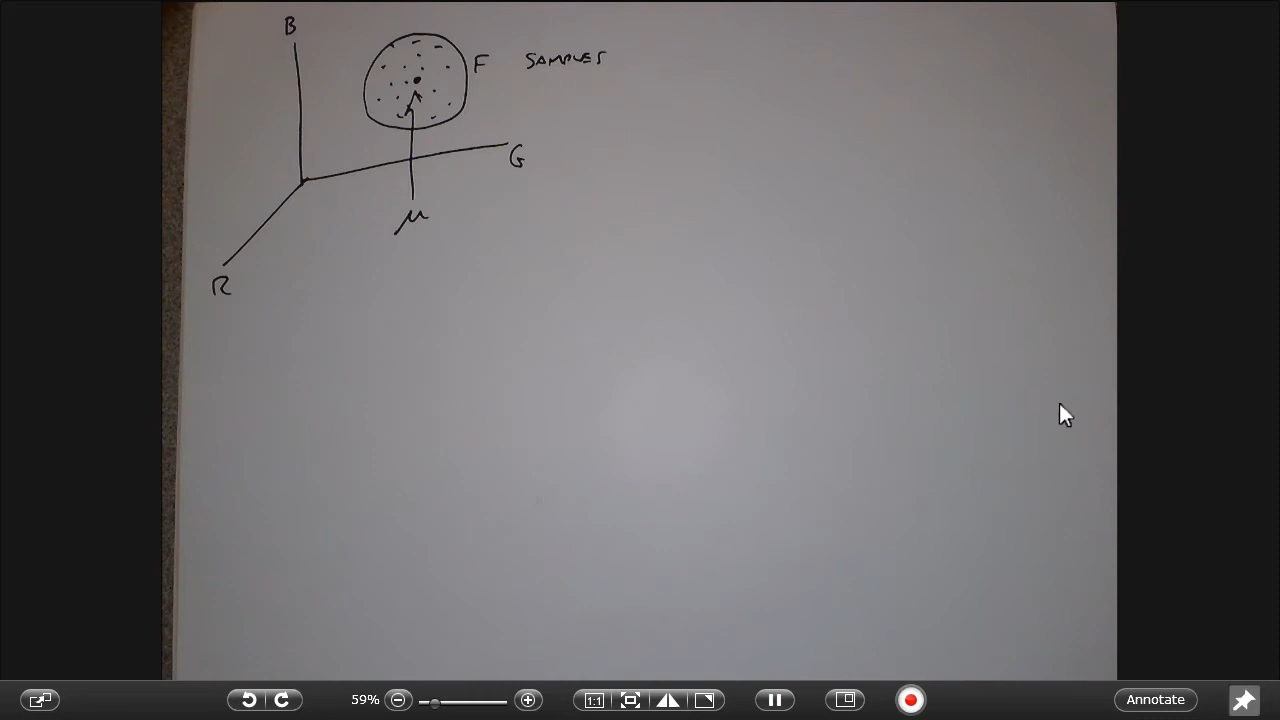 B
F SAMPLES
G
μ
R
59%
1:1
Annotate